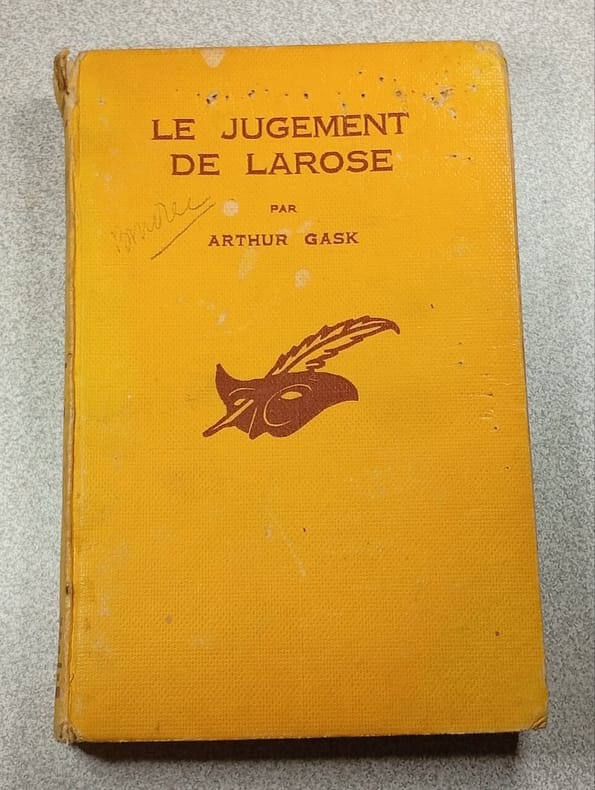 LE JUGEMENT
DE LAROSE
PAR
ARTHUR GASK